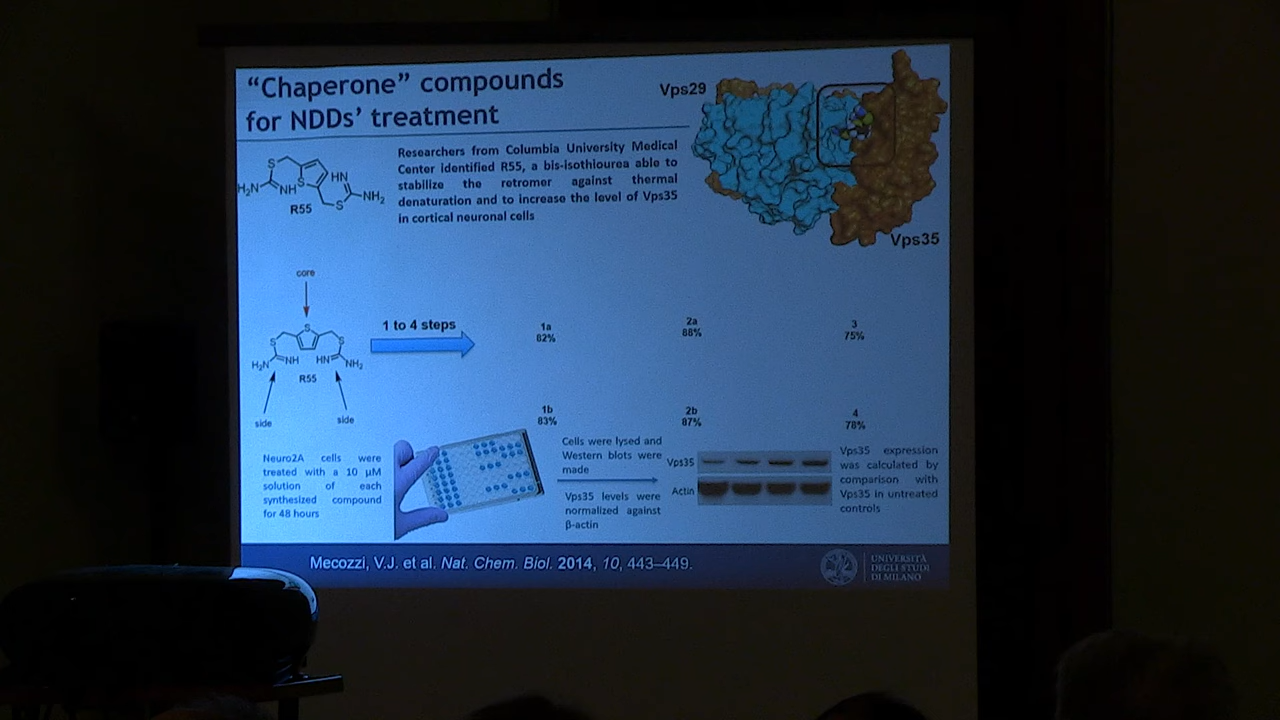 “Chaperone” compounds
for NDDs’ treatment
Vps29
Vps35
Researchers from Columbia University Medical
Center identified R55, a bis-isothiourea able to
stabilize the retromer against thermal
denaturation and to increase the level of Vps35
in cortical neuronal cells
S
S
HN
H₂N
NH
NH₂
S
R55
core
S
S
S
H₂N
NH
HN
NH₂
R55
side
side
1 to 4 steps
1a
82%
2a
88%
3
75%
1b
83%
2b
87%
4
78%
Neuro2A cells were
treated with a 10 µM
solution of each
synthesized compound
for 48 hours
Cells were lysed and
Western blots were
made
Vps35 levels were
normalized against
β-actin
Vps35
Actin
Vps35 expression
was calculated by
comparison with
Vps35 in untreated
controls
Mecozzi, V.J. et al. Nat. Chem. Biol. 2014, 10, 443–449.
UNIVERSITÀ
DEGLI STUDI
DI MILANO